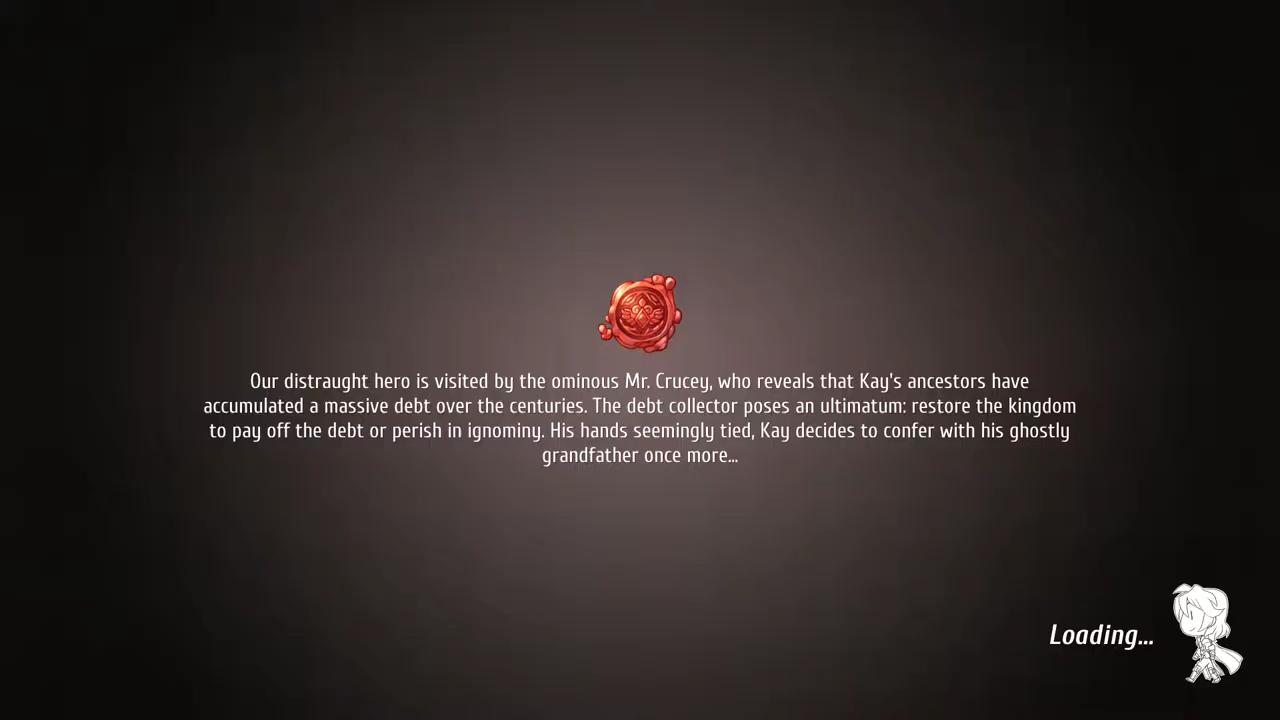 Our distraught hero is visited by the ominous Mr. Crucey, who reveals that Kay's ancestors have
accumulated a massive debt over the centuries. The debt collector poses an ultimatum: restore the kingdom
to pay off the debt or perish in ignominy. His hands seemingly tied, Kay decides to confer with his ghostly
grandfather once more...
Loading...